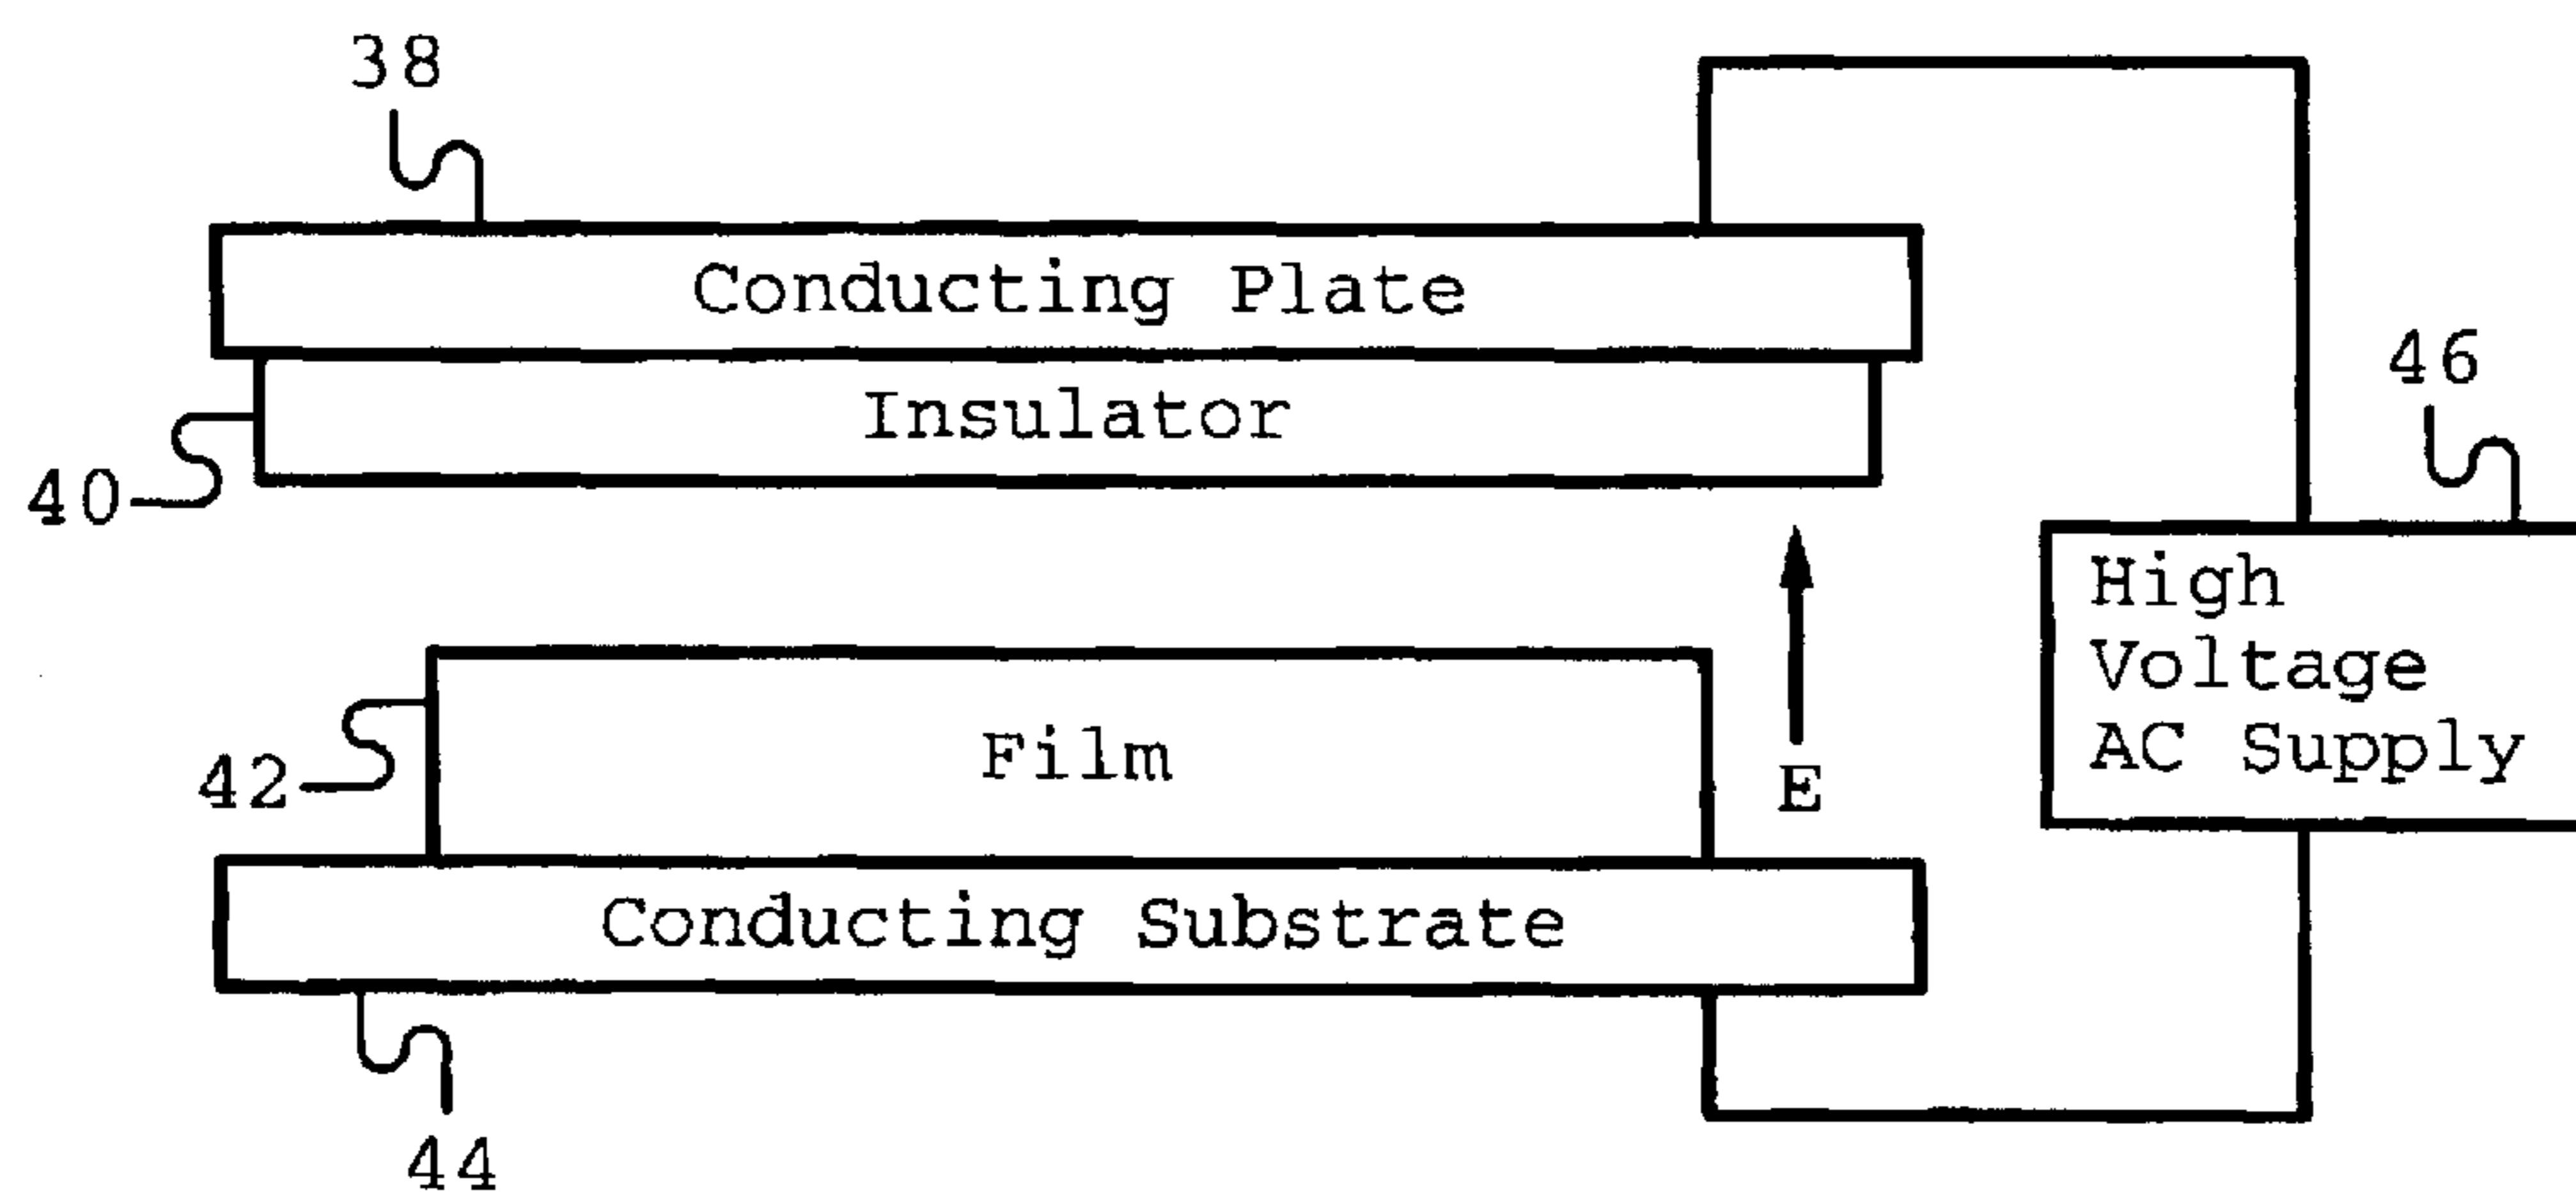 38
Conducting Plate
Insulator
40
46
High
Voltage
AC Supply
Film
42
E
Conducting Substrate
44